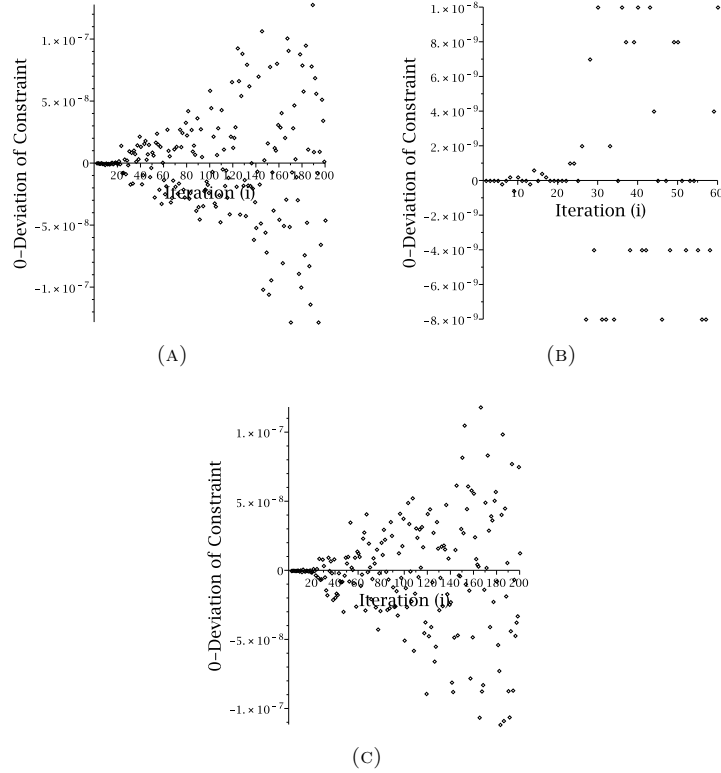 0–Deviation of Constraint
1.×10⁻⁷
5.×10⁻⁸
0
−5.×10⁻⁸
−1.×10⁻⁷
20 40 60 80 100 120 140 160 180 200
Iteration (i)
(A)
0–Deviation of Constraint
1.×10⁻⁸
8.×10⁻⁹
6.×10⁻⁹
4.×10⁻⁹
2.×10⁻⁹
0
−2.×10⁻⁹
−4.×10⁻⁹
−6.×10⁻⁹
−8.×10⁻⁹
10 20 30 40 50 60
Iteration (i)
(B)
0–Deviation of Constraint
1.×10⁻⁷
5.×10⁻⁸
0
−5.×10⁻⁸
−1.×10⁻⁷
20 40 60 80 100 120 140 160 180 200
Iteration (i)
(C)